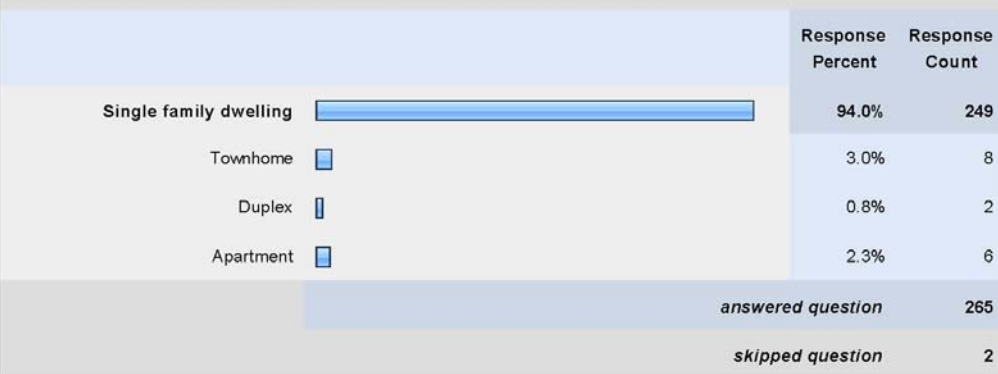 Response Percent Response Count
Single family dwelling 94.0% 249
Townhome 3.0% 8
Duplex 0.8% 2
Apartment 2.3% 6
answered question 265
skipped question 2